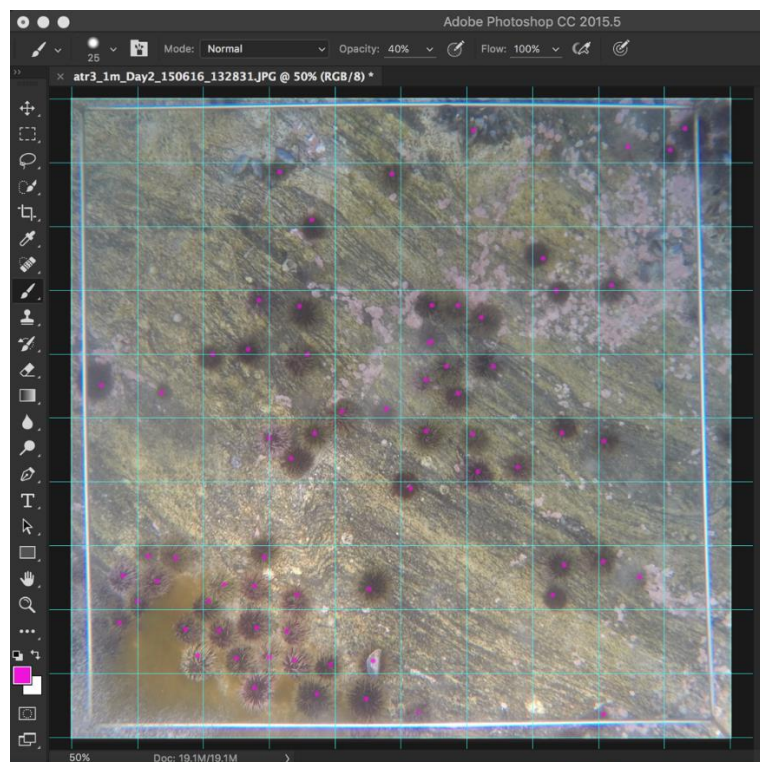 Adobe Photoshop CC 2015.5
25
Mode: Normal Opacity: 40% Flow: 100%
× atr3_1m_Day2_150616_132831.JPG @ 50% (RGB/8) *
T
50% Doc: 19.1M/19.1M